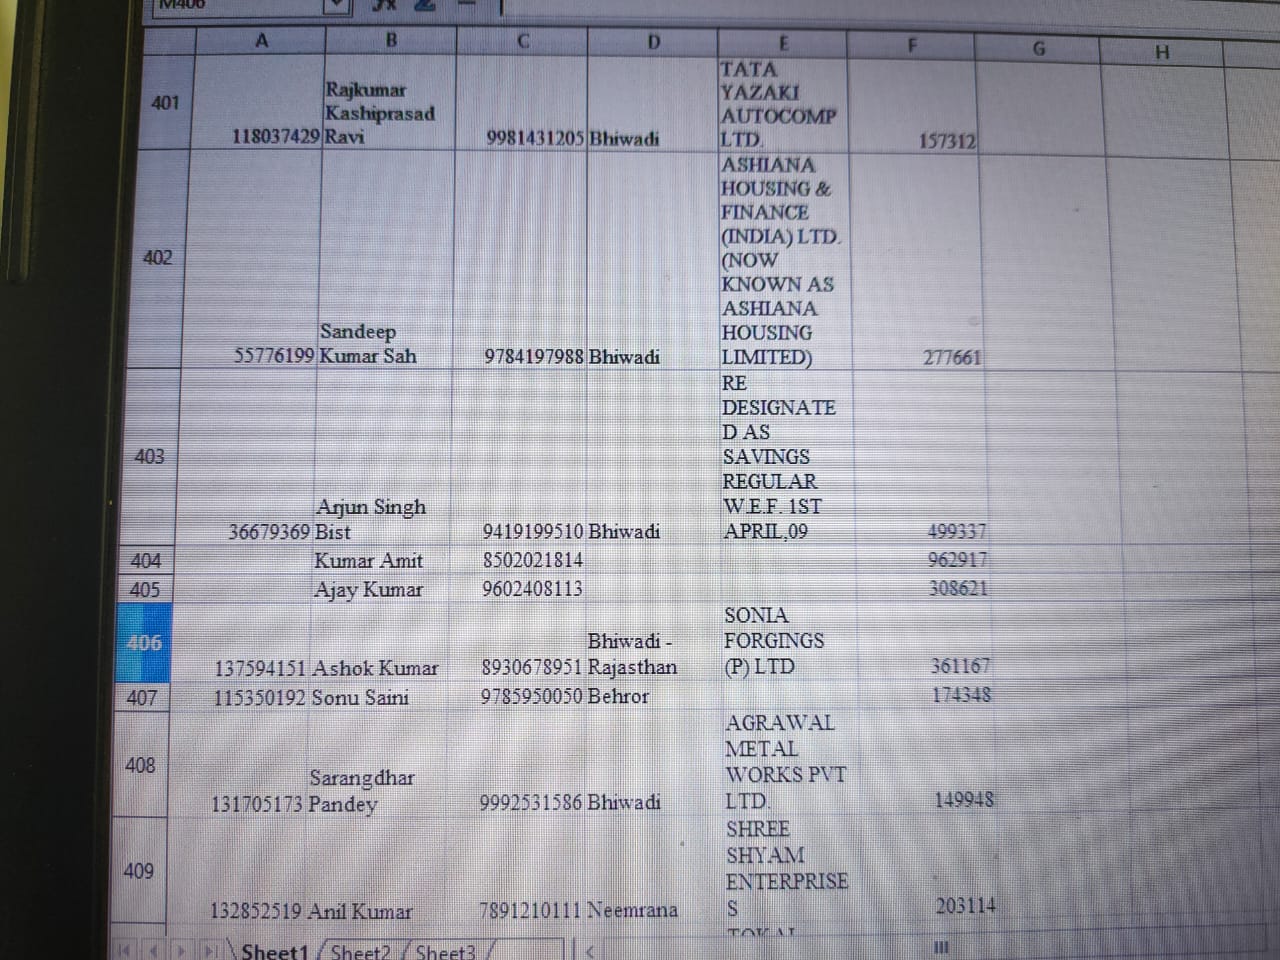 M406
A B C D E F G H
401 118037429 Rajkumar Kashiprasad Ravi 9981431205 Bhiwadi TATA YAZAKI AUTOCOMP LTD. 157312
402 55776199 Sandeep Kumar Sah 9784197988 Bhiwadi ASHIANA HOUSING & FINANCE (INDIA) LTD. (NOW KNOWN AS ASHIANA HOUSING LIMITED) 277661
403 36679369 Arjun Singh Bist 9419199510 Bhiwadi RE DESIGNATE D AS SAVINGS REGULAR W.E.F. 1ST APRIL,09 499337
404 Kumar Amit 8502021814 962917
405 Ajay Kumar 9602408113 308621
406 137594151 Ashok Kumar 8930678951 Bhiwadi - Rajasthan SONIA FORGINGS (P) LTD 361167
407 115350192 Sonu Saini 9785950050 Behror 174348
408 131705173 Sarangdhar Pandey 9992531586 Bhiwadi AGRAWAL METAL WORKS PVT LTD. 149948
409 132852519 Anil Kumar 7891210111 Neemrana SHREE SHYAM ENTERPRISE S 203114
Sheet1 Sheet2 Sheet3